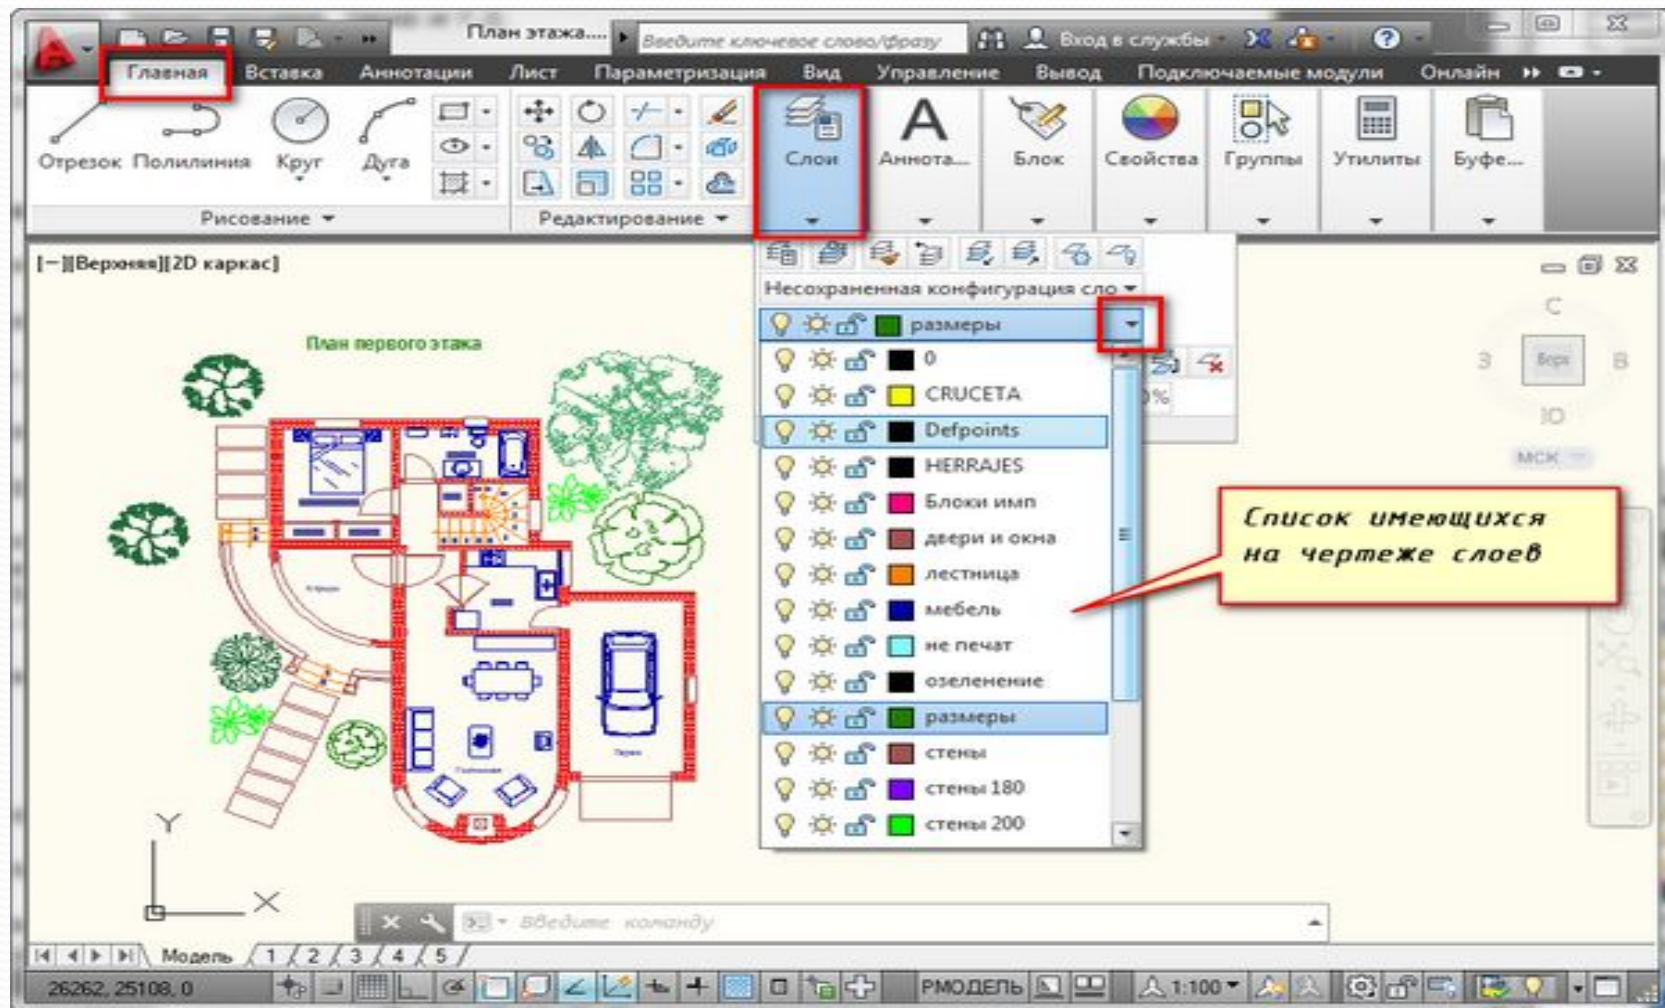 План этажа....
Введите ключевое слово/фразу
Вход в службы
Главная Вставка Аннотации Лист Параметризация Вид Управление Вывод Подключаемые модули Онлайн
Отрезок Полилиния Круг Дуга
Слои Аннота... Блок Свойства Группы Утилиты Буфе...
Рисование Редактирование
[−][Верхняя][2D каркас]
Несохраненная конфигурация сло
размеры
0
CRUCETA
Defpoints
HERRAJES
Блоки имп
двери и окна
лестница
мебель
не печат
озеленение
размеры
стены
стены 180
стены 200
План первого этажа
Список имеющихся
на чертеже слоев
С
З Верх В
Ю
МСК
Y
X
Введите команду
Модель 1 2 3 4 5
26262, 25108, 0
РМОДЕЛЬ
1:100